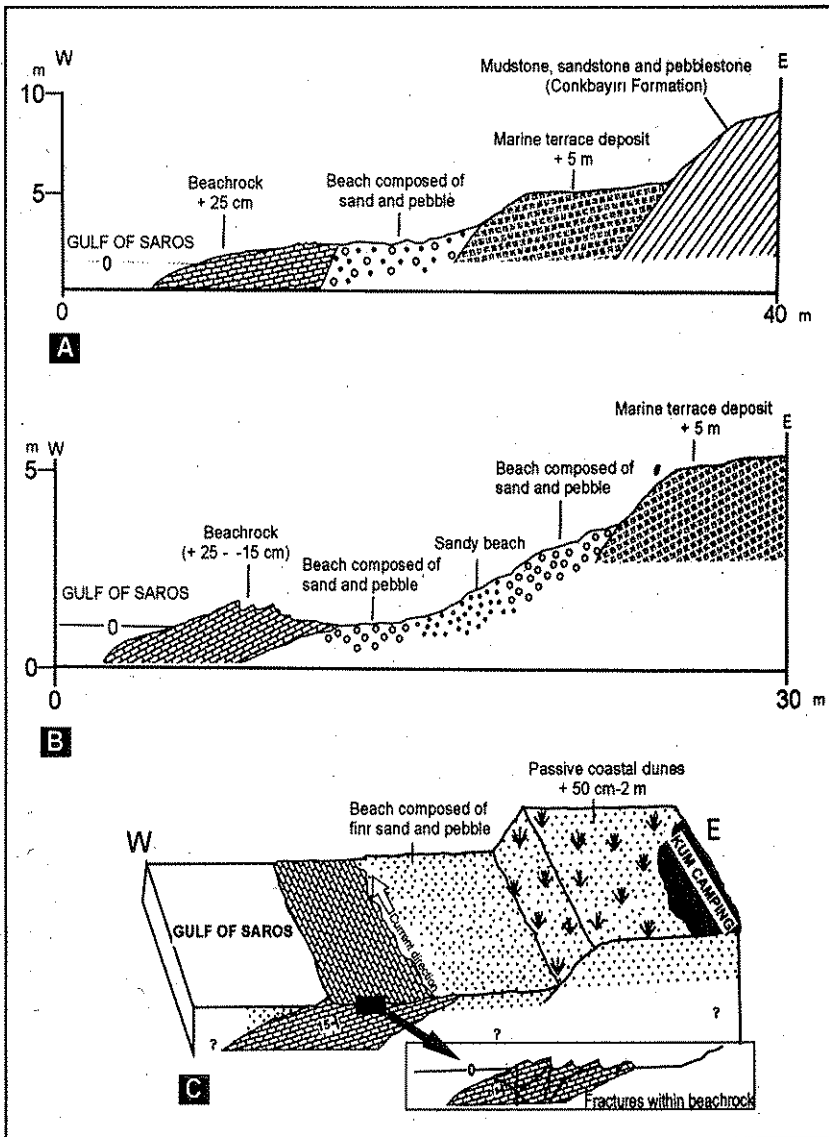 W
m
10
5
0
Mudstone, sandstone and pebblestone
(Conkbayırı Formation)
E
Marine terrace deposit
+ 5 m
Beachrock
+ 25 cm
Beach composed of
sand and pebble
GULF OF SAROS
0
0
40 m
A
m W
5
0
Marine terrace deposit
+ 5 m
E
Beach composed of
sand and pebble
Sandy beach
Beachrock
(+ 25 - -15 cm)
Beach composed of
sand and pebble
GULF OF SAROS
0
0
30 m
B
Passive coastal dunes
+ 50 cm-2 m
Beach composed of
finr sand and pebble
W
E
KUM CAMPING
GULF OF SAROS
Current direction
?
?
?
C
0
Fractures within beachrock